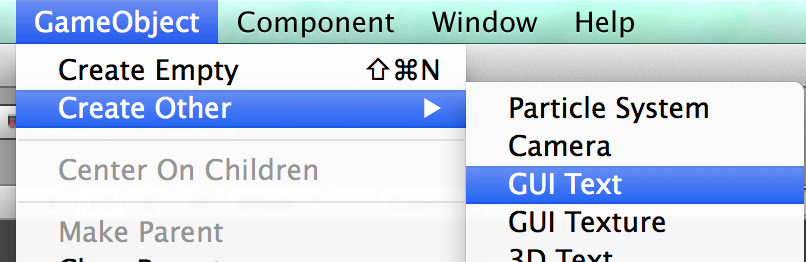 GameObject Component Window Help
Create Empty ⇧⌘N
Create Other ▶
Center On Children
Make Parent
Particle System
Camera
GUI Text
GUI Texture
3D Text